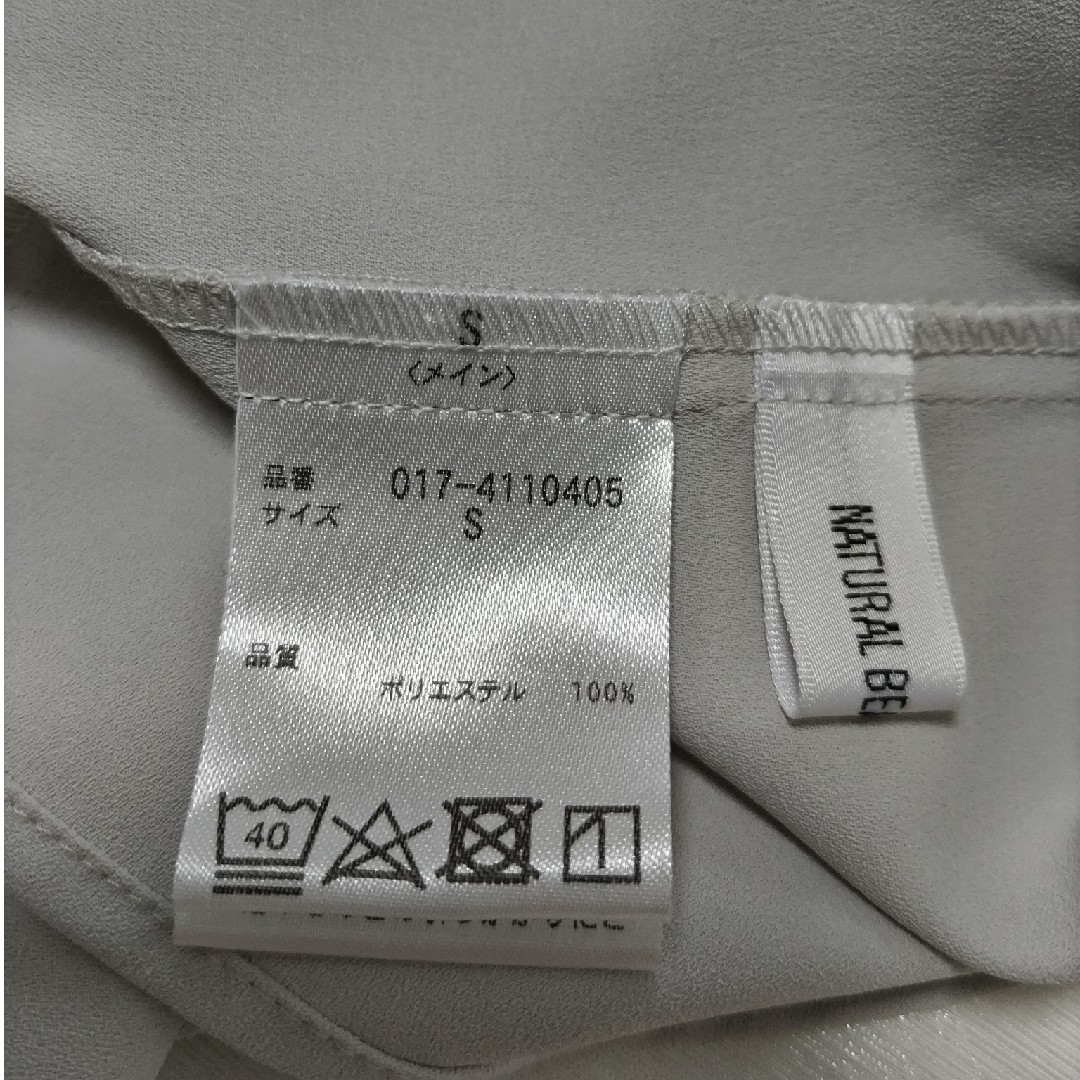 S
〈メイン〉
品番 017-4110405
サイズ S
品質
ポリエステル 100%
40
NATURAL